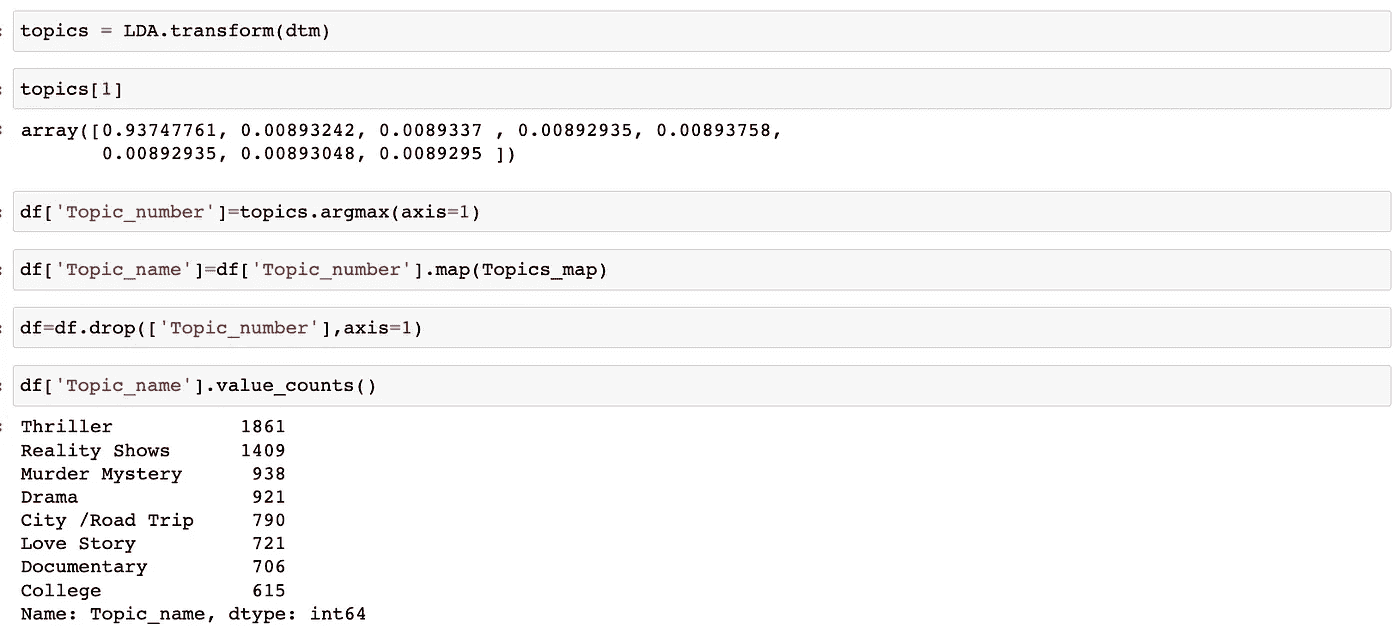 topics = LDA.transform(dtm)
topics[1]
array([0.93747761, 0.00893242, 0.0089337 , 0.00892935, 0.00893758,
       0.00892935, 0.00893048, 0.0089295 ])
df['Topic_number']=topics.argmax(axis=1)
df['Topic_name']=df['Topic_number'].map(Topics_map)
df=df.drop(['Topic_number'],axis=1)
df['Topic_name'].value_counts()
Thriller           1861
Reality Shows      1409
Murder Mystery      938
Drama               921
City /Road Trip     790
Love Story          721
Documentary         706
College             615
Name: Topic_name, dtype: int64